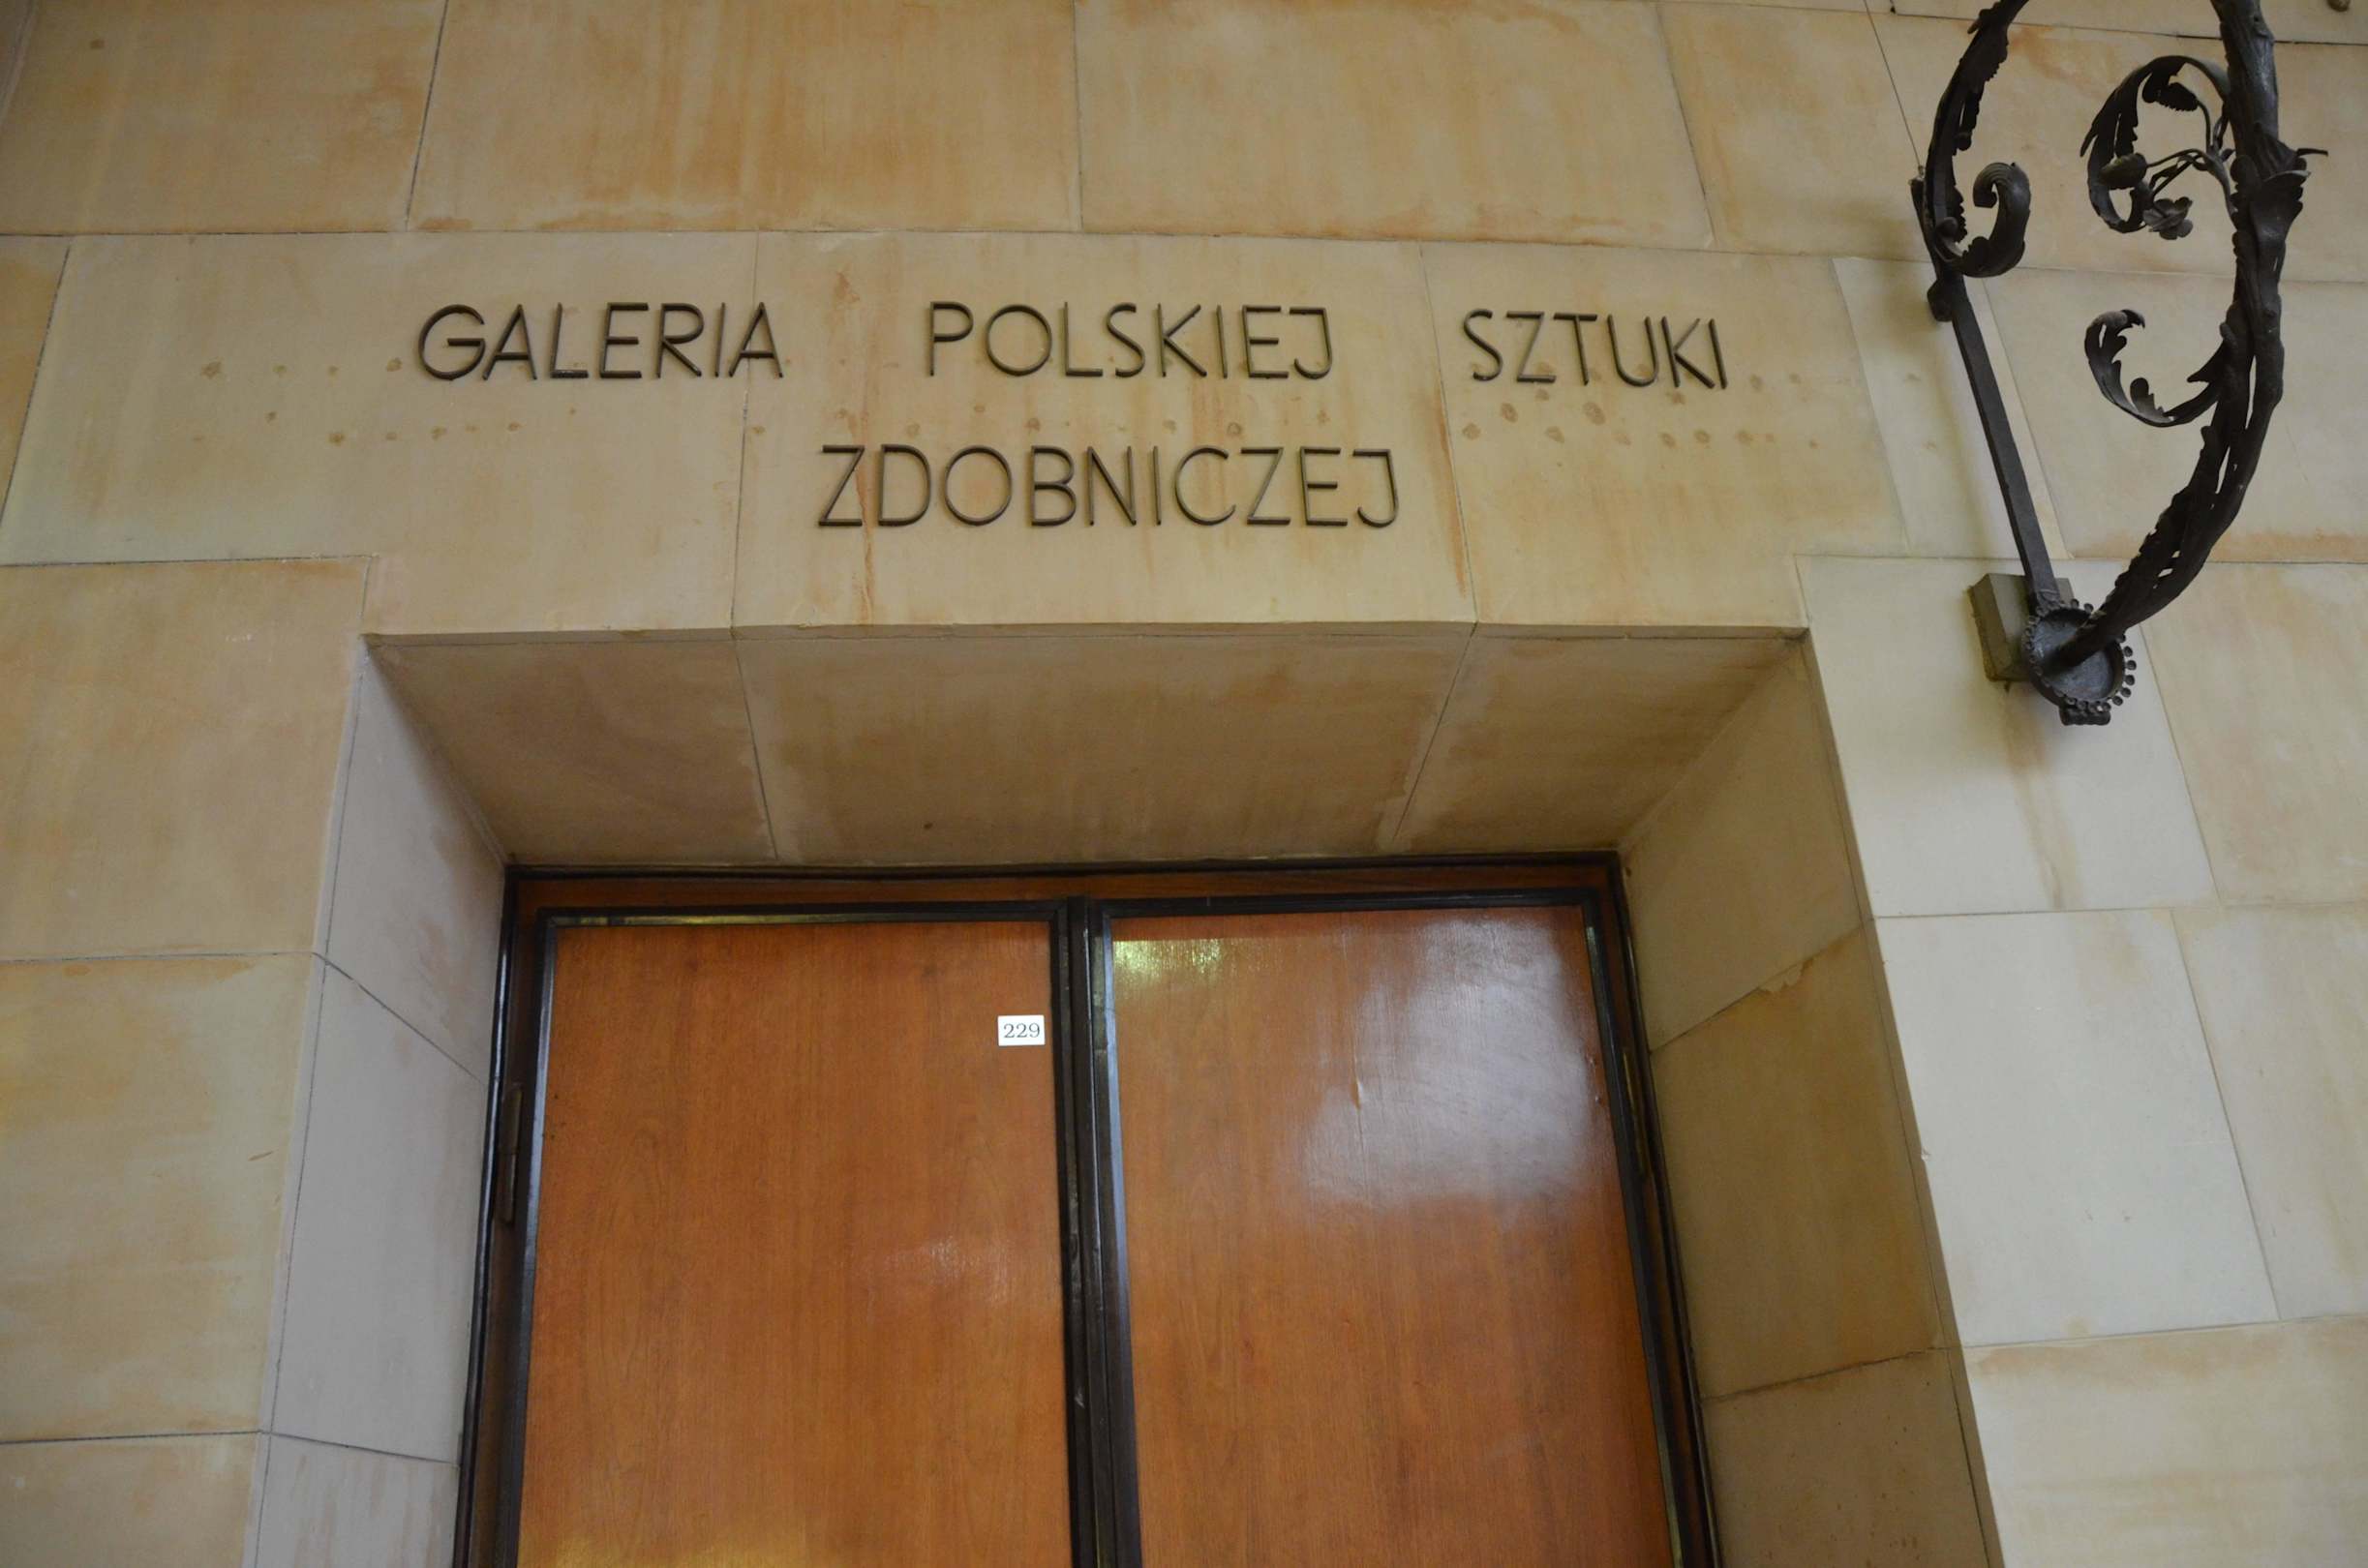 GALERIA POLSKIEJ SZTUKI
ZDOBNICZEJ
229